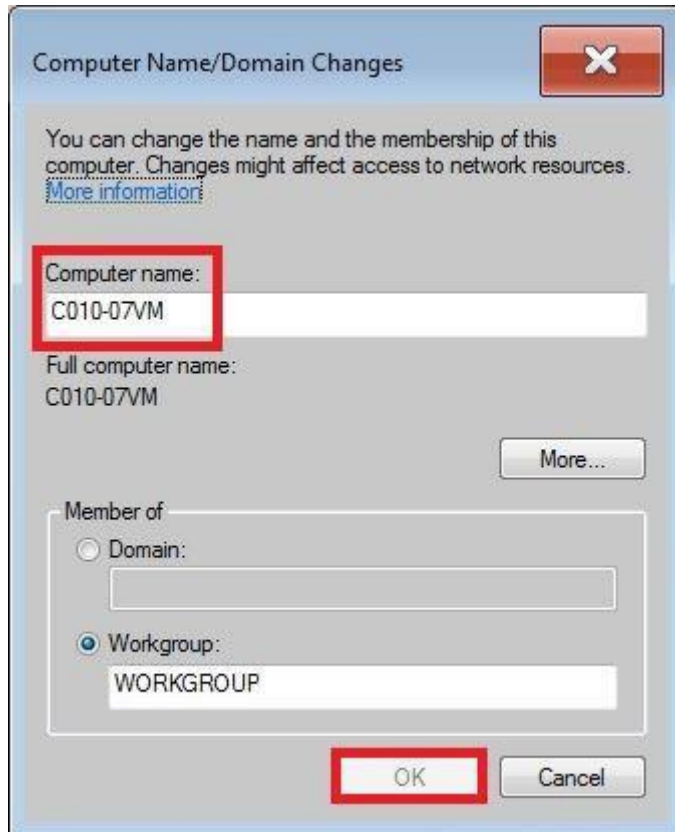 Computer Name/Domain Changes
You can change the name and the membership of this
computer. Changes might affect access to network resources.
More information
Computer name:
C010-07VM
Full computer name:
C010-07VM
More...
Member of
Domain:
Workgroup:
WORKGROUP
OK Cancel